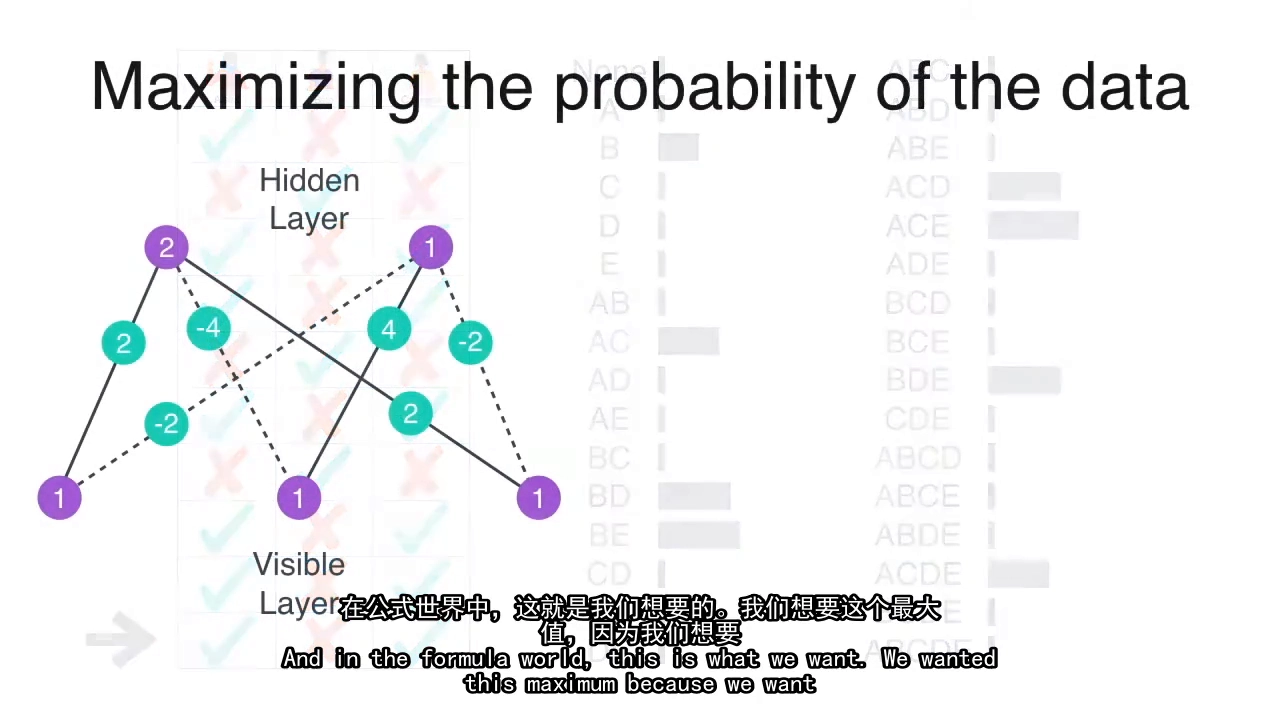 Maximizing the probability of the data
None
A
B
C
D
E
AB
AC
AD
AE
BC
BD
BE
CD
ABC
ABD
ABE
ACD
ACE
ADE
BCD
BCE
BDE
CDE
ABCD
ABCE
ABDE
ACDE
Hidden
Layer
2
1
2
-4
4
-2
-2
2
1
1
1
Visible
Layer
在公式世界中，这就是我们想要的。我们想要这个最大
值，因为我们想要
And in the formula world, this is what we want. We wanted
this maximum because we want